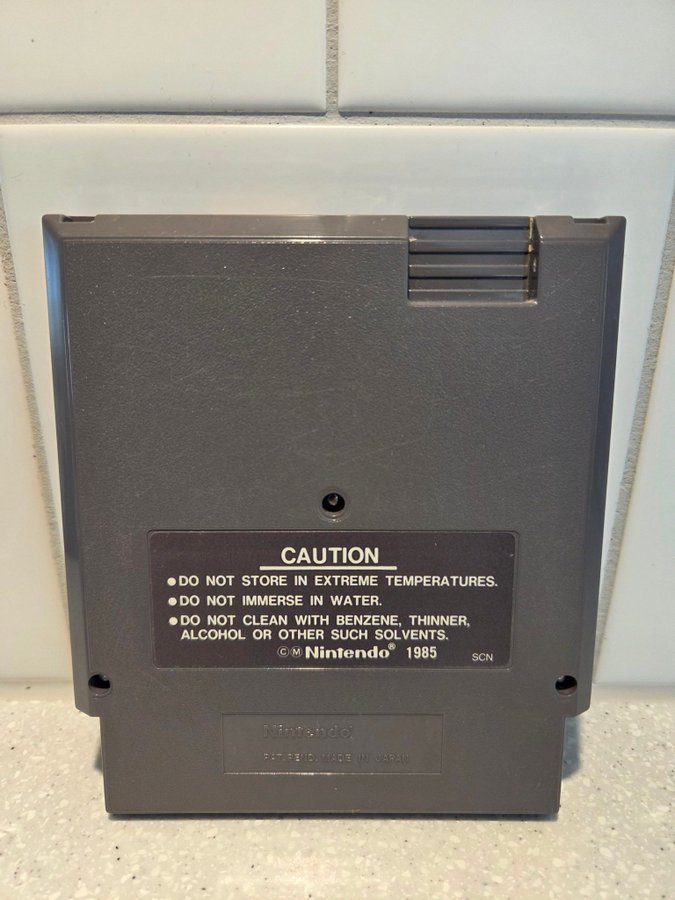 CAUTION
●DO NOT STORE IN EXTREME TEMPERATURES.
●DO NOT IMMERSE IN WATER.
●DO NOT CLEAN WITH BENZENE, THINNER,
ALCOHOL OR OTHER SUCH SOLVENTS.
ⒸⓂ Nintendo® 1985
SCN
Nintendo
PAT. PEND. MADE IN JAPAN